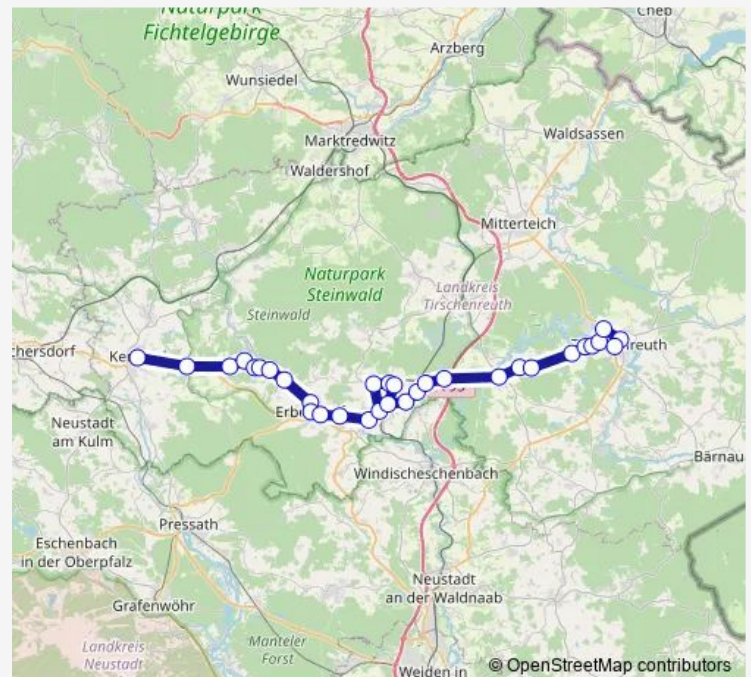 Naturpark
Fichtelgebirge
Cheb
Arzberg
Wunsiedel
Marktredwitz
Waldershof
Waldsassen
Mitterteich
Naturpark
Steinwald
Landkreis
Tirschenreuth
Steinwald
chersdorf
Ke
reuth
Erbe
Neustadt
am Kulm
Windischeschenbach
Bärnau
Pressath
Eschenbach
in der Oberpfalz
Neustadt
an der Waldnaab
Grafenwöhr
Landkreis
Neustadt
Manteler
Forst
Weiden in
© OpenStreetMap contributors